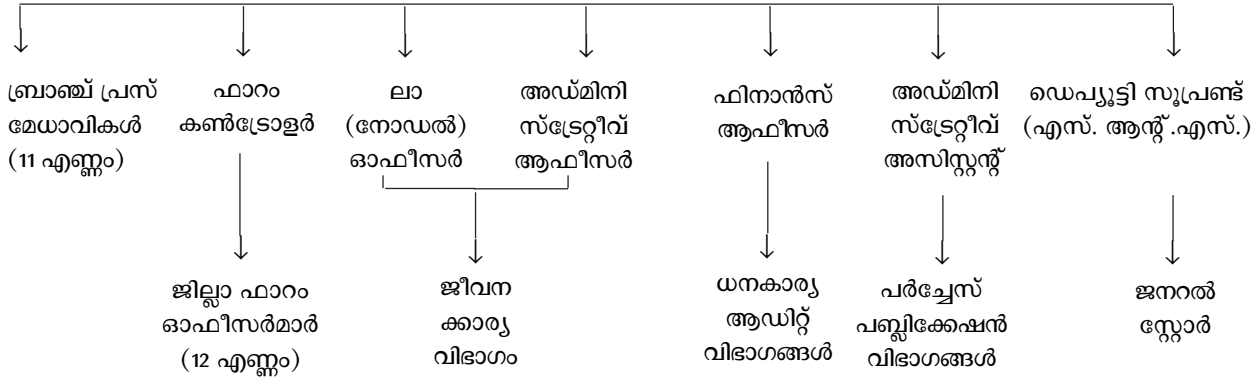 ബ്രാഞ്ച് പ്രസ്
മേധാവികൾ
(11 എണ്ണം)
ഫാറം
കൺട്രോളർ
ലാ
(നോഡൽ)
ഓഫീസർ
അഡ്മിനി
സ്ട്രേറ്റീവ്
ആഫീസർ
ഫിനാൻസ്
ആഫീസർ
അഡ്മിനി
സ്ട്രേറ്റീവ്
അസിസ്റ്റന്റ്
ഡെപ്യൂട്ടി സൂപ്രണ്ട്
(എസ്. ആന്റ്.എസ്.)
ജില്ലാ ഫാറം
ഓഫീസർമാർ
(12 എണ്ണം)
ജീവന
ക്കാര്യ
വിഭാഗം
ധനകാര്യ
ആഡിറ്റ്
വിഭാഗങ്ങൾ
പർച്ചേസ്
പബ്ലിക്കേഷൻ
വിഭാഗങ്ങൾ
ജനറൽ
സ്റ്റോർ